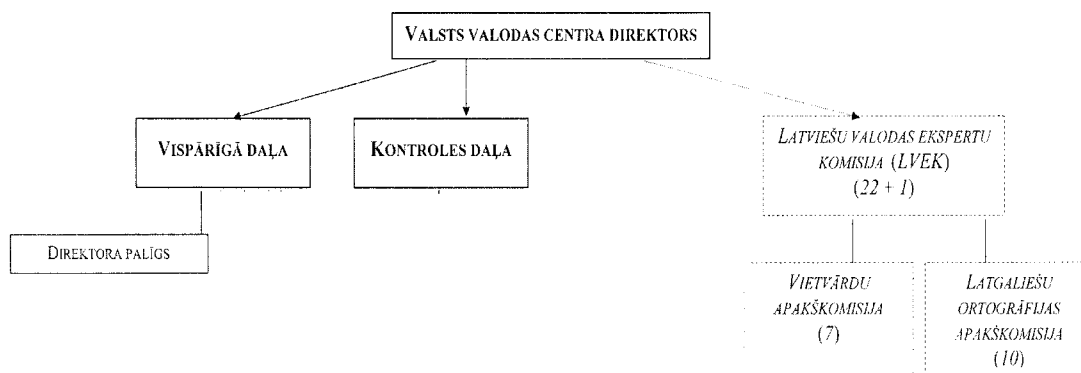 VALSTS VALODAS CENTRA DIREKTORS
VISPĀRĪGĀ DAĻA
KONTROLES DAĻA
LATVIEŠU VALODAS EKSPERTU
KOMISIJA (LVEK)
(22 + 1)
DIREKTORA PALĪGS
VIETVĀRDU
APAKŠKOMISIJA
(7)
LATGALIEŠU
ORTOGRĀFIJAS
APAKŠKOMISIJA
(10)